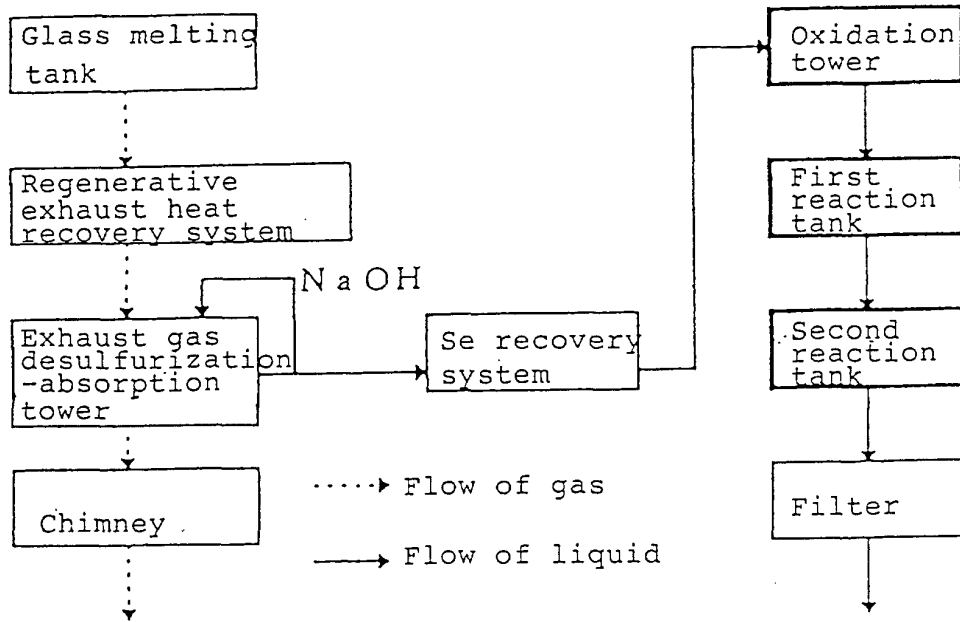 Glass melting
tank
Regenerative
exhaust heat
recovery system
NaOH
Exhaust gas
desulfurization
-absorption
tower
Chimney
Se recovery
system
Oxidation
tower
First
reaction
tank
Second
reaction
tank
Filter
Flow of gas
Flow of liquid